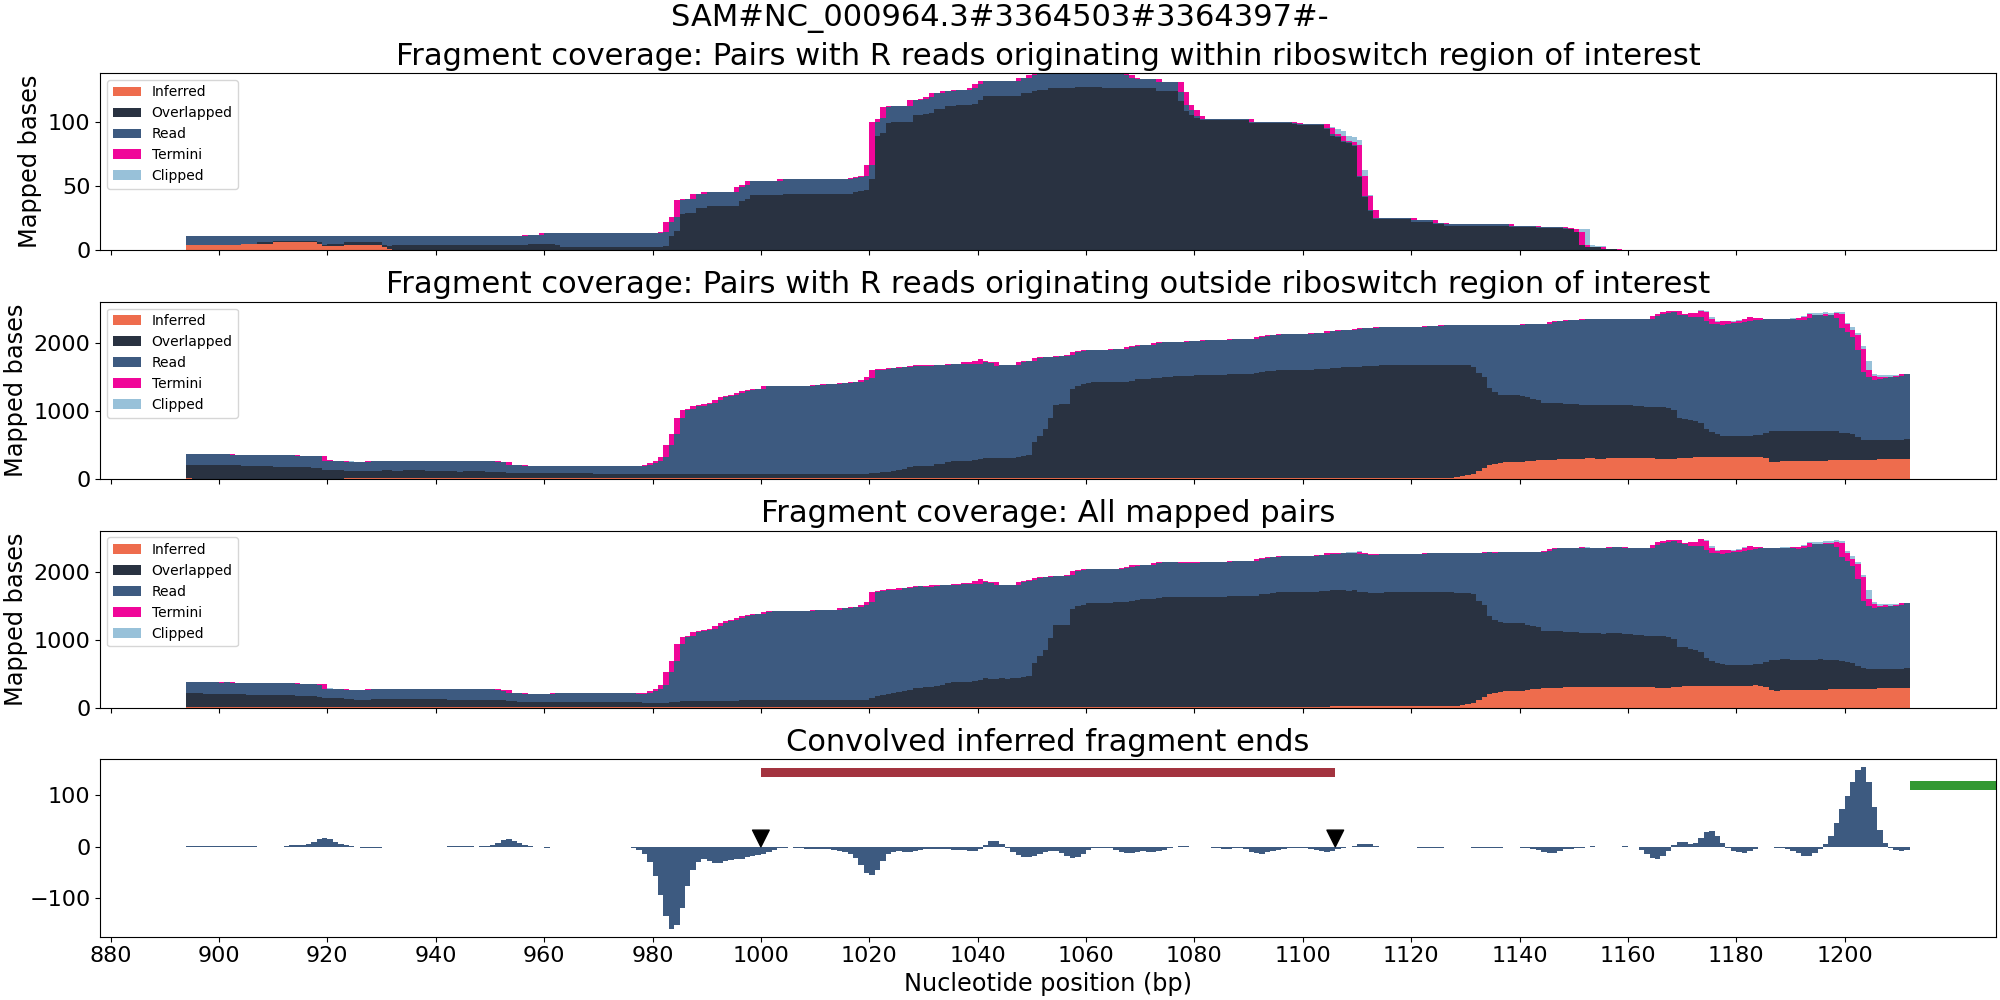 SAM#NC_000964.3#3364503#3364397#-
Fragment coverage: Pairs with R reads originating within riboswitch region of interest
Mapped bases
100
50
0
Inferred
Overlapped
Read
Termini
Clipped
Fragment coverage: Pairs with R reads originating outside riboswitch region of interest
Mapped bases
2000
1000
0
Inferred
Overlapped
Read
Termini
Clipped
Fragment coverage: All mapped pairs
Mapped bases
2000
1000
0
Inferred
Overlapped
Read
Termini
Clipped
Convolved inferred fragment ends
100
0
−100
880 900 920 940 960 980 1000 1020 1040 1060 1080 1100 1120 1140 1160 1180 1200
Nucleotide position (bp)